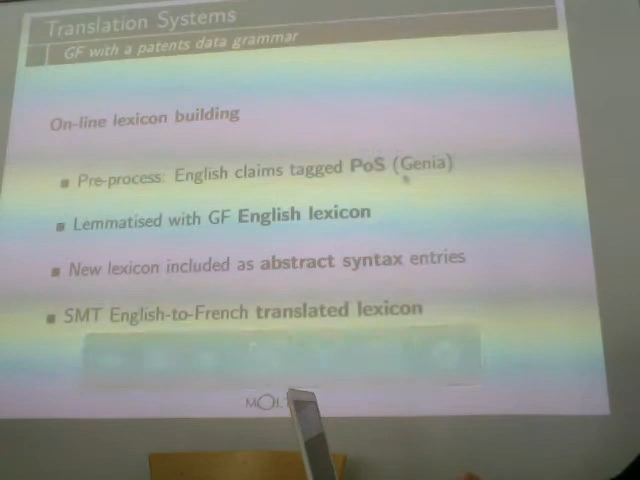 Translation Systems
GF with a patents data grammar
On-line lexicon building
Pre-process: English claims tagged PoS (Genia)
Lemmatised with GF English lexicon
New lexicon included as abstract syntax entries
SMT English-to-French translated lexicon